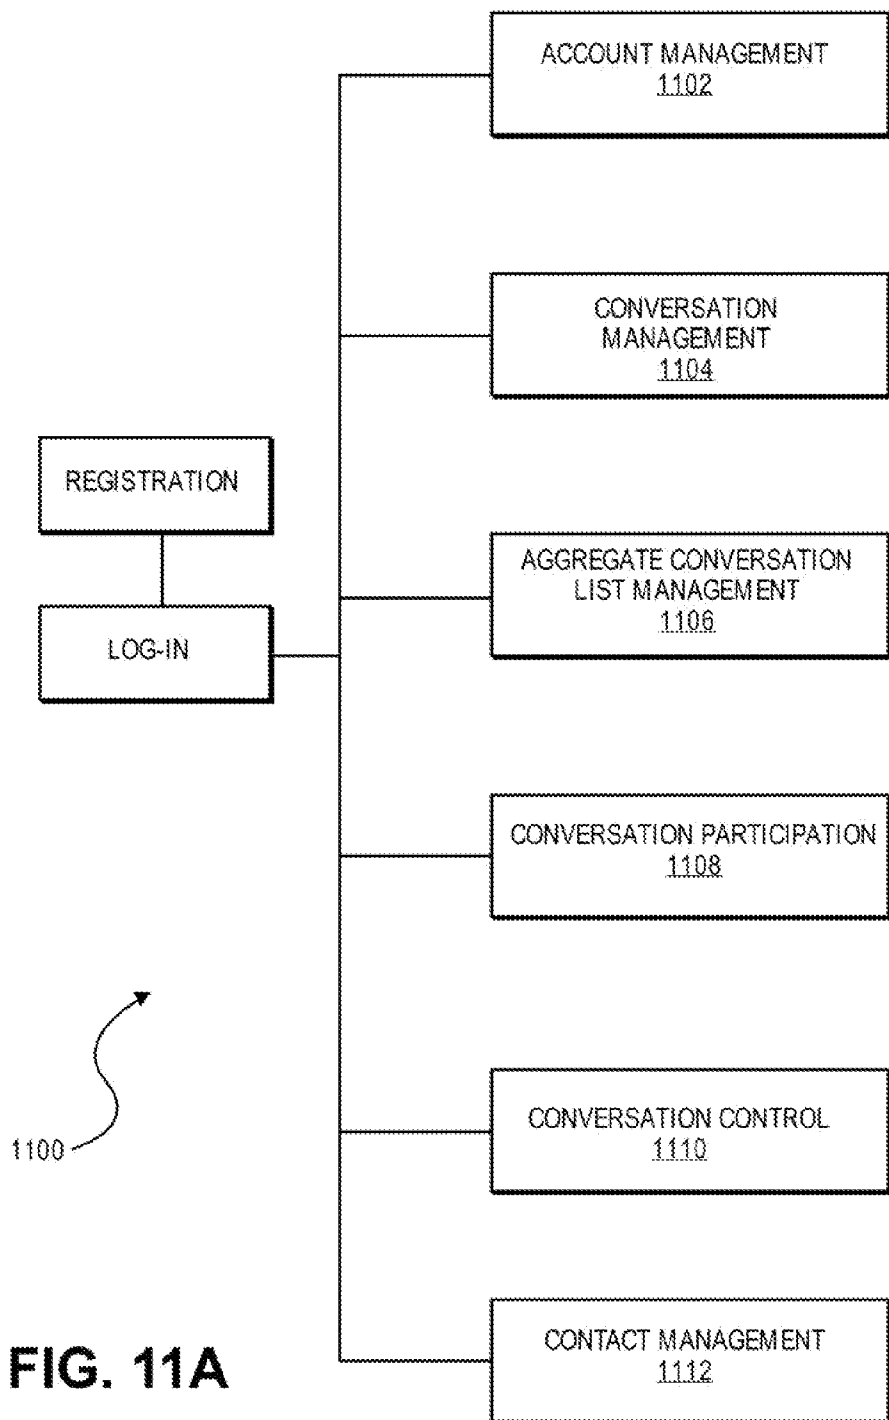 ACCOUNT MANAGEMENT
1102
CONVERSATION
MANAGEMENT
1104
REGISTRATION
AGGREGATE CONVERSATION
LIST MANAGEMENT
1106
LOG-IN
CONVERSATION PARTICIPATION
1108
CONVERSATION CONTROL
1110
1100
CONTACT MANAGEMENT
1112
FIG. 11A